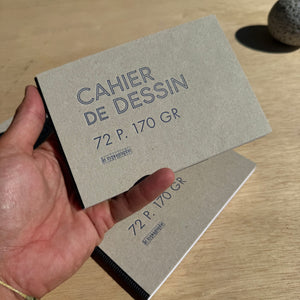 CAHIER
DE DESSIN
72 P. 170 GR
72 P. 170 GR